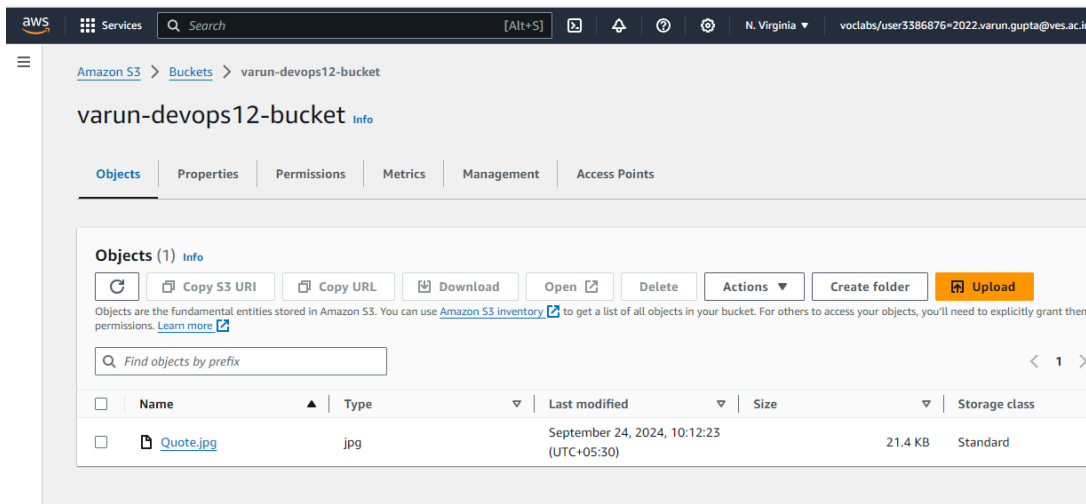 aws Services Search [Alt+S] N. Virginia voclabs/user3386876=2022.varun.gupta@ves.ac.in
Amazon S3 > Buckets > varun-devops12-bucket
varun-devops12-bucket Info
Objects Properties Permissions Metrics Management Access Points
Objects (1) Info
Copy S3 URI Copy URL Download Open Delete Actions Create folder Upload
Objects are the fundamental entities stored in Amazon S3. You can use Amazon S3 inventory to get a list of all objects in your bucket. For others to access your objects, you'll need to explicitly grant them
permissions. Learn more
Find objects by prefix
1
Name Type Last modified Size Storage class
Quote.jpg jpg September 24, 2024, 10:12:23 21.4 KB Standard
(UTC+05:30)